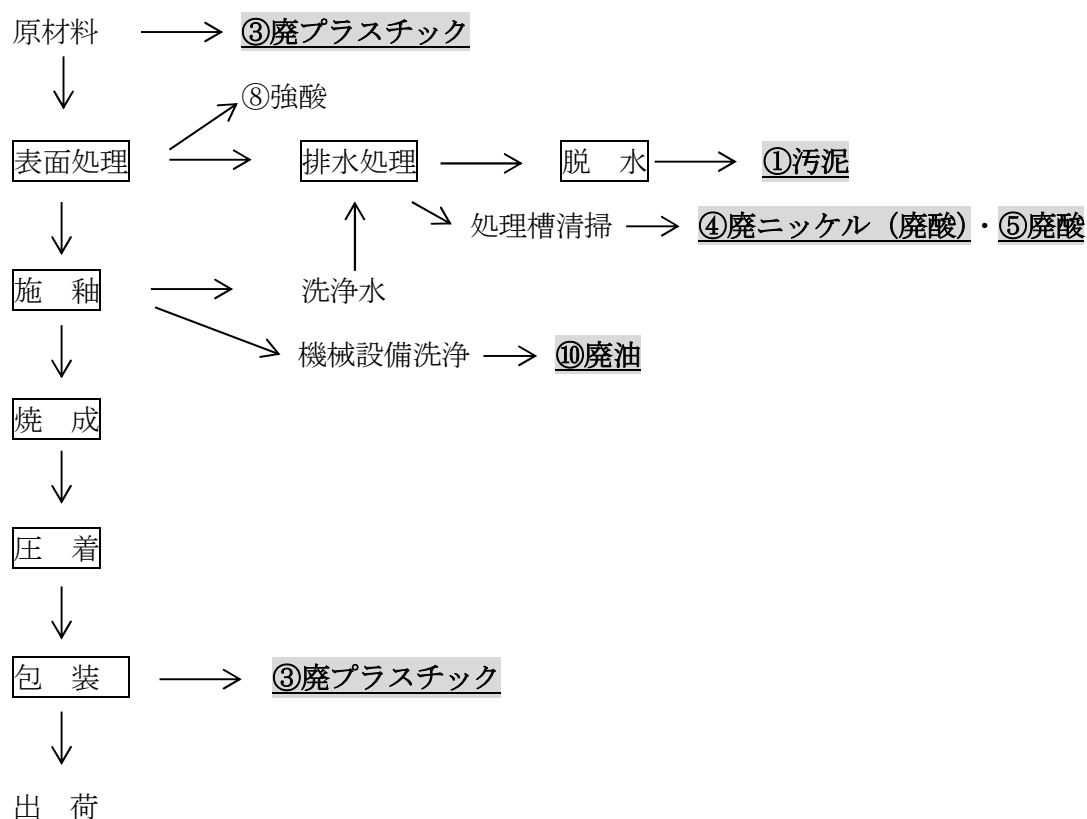 原材料 ③廃プラスチック
⑧強酸
表面処理 排水処理 脱　水 ①汚泥
処理槽清掃 ④廃ニッケル（廃酸）・⑤廃酸
施　釉 洗浄水
機械設備洗浄 ⑩廃油
焼　成
圧　着
包　装 ③廃プラスチック
出　荷